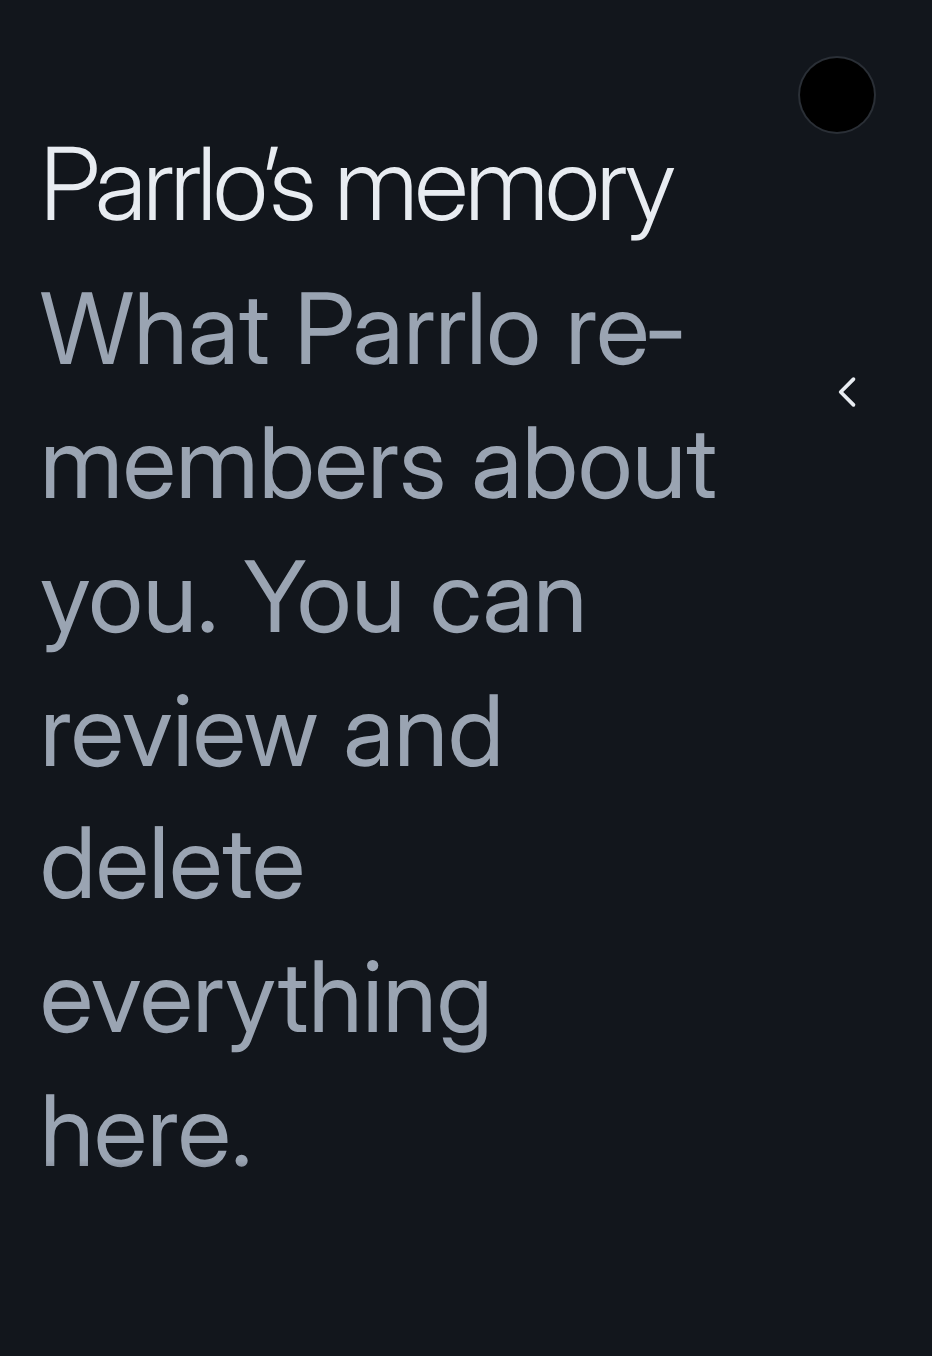 Parrlo’s memory
What Parrlo re-
members about
you. You can
review and
delete
everything
here.